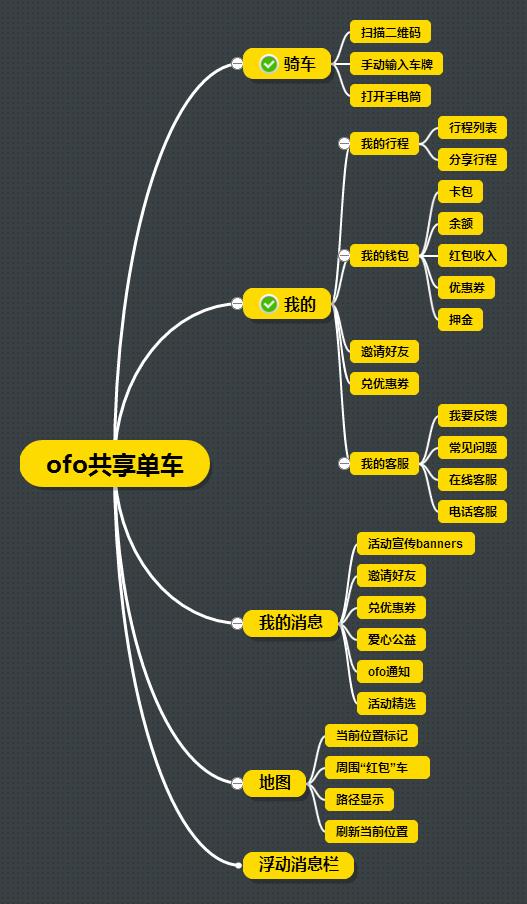 扫描二维码
骑车
手动输入车牌
打开手电筒
行程列表
我的行程
分享行程
卡包
余额
我的钱包
红包收入
优惠券
我的
押金
邀请好友
兑优惠券
我要反馈
常见问题
我的客服
在线客服
电话客服
ofo共享单车
活动宣传banners
邀请好友
兑优惠券
我的消息
爱心公益
ofo通知
活动精选
当前位置标记
周围“红包”车
地图
路径显示
刷新当前位置
浮动消息栏